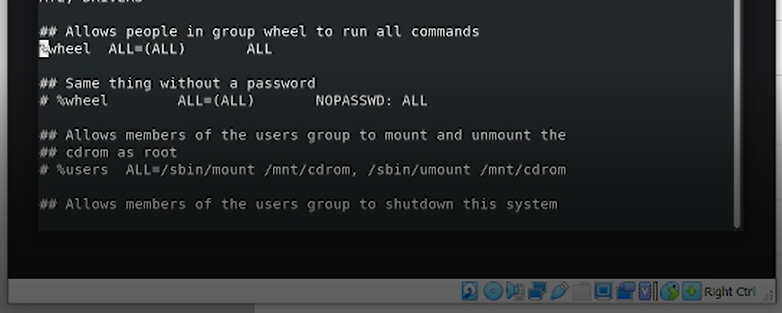 ## Allows people in group wheel to run all commands
%wheel ALL=(ALL) ALL
## Same thing without a password
# %wheel ALL=(ALL) NOPASSWD: ALL
## Allows members of the users group to mount and unmount the
## cdrom as root
# %users ALL=/sbin/mount /mnt/cdrom, /sbin/umount /mnt/cdrom
## Allows members of the users group to shutdown this system
Right Ctrl